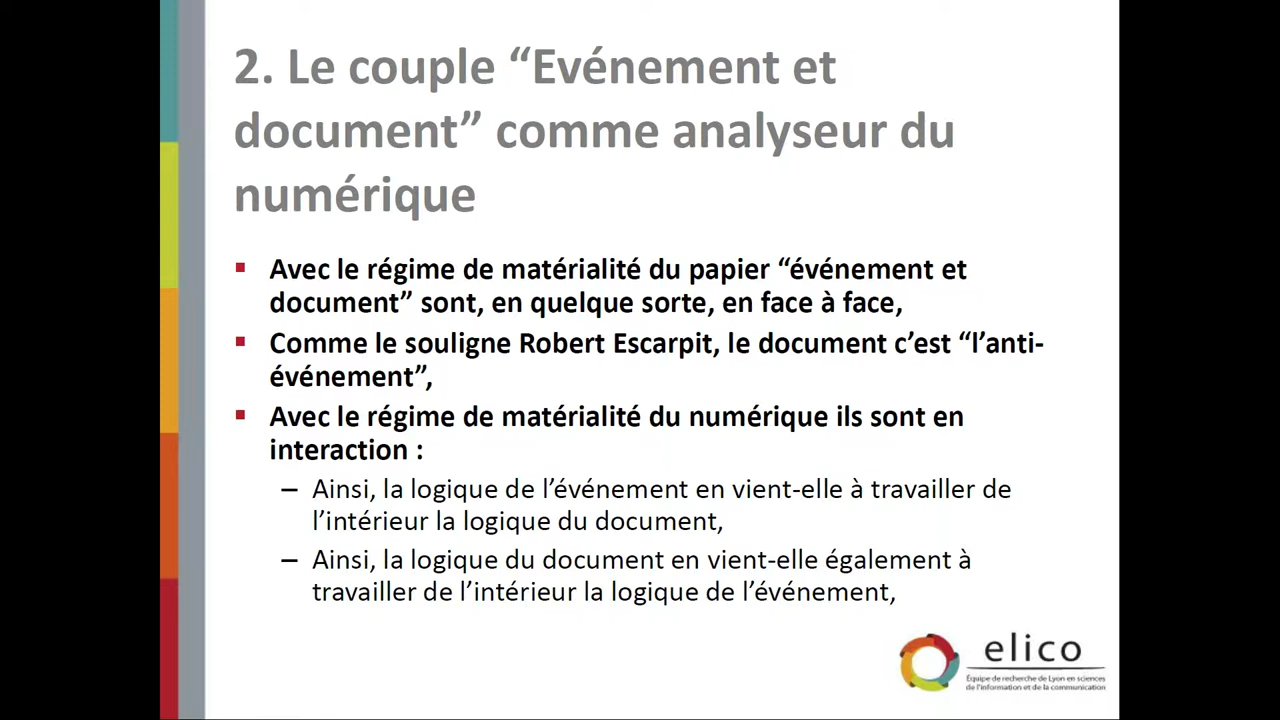 2. Le couple “Evénement et
document” comme analyseur du
numérique
Avec le régime de matérialité du papier “événement et
document” sont, en quelque sorte, en face à face,
Comme le souligne Robert Escarpit, le document c’est “l’anti-
événement”,
Avec le régime de matérialité du numérique ils sont en
interaction :
– Ainsi, la logique de l’événement en vient-elle à travailler de
l’intérieur la logique du document,
– Ainsi, la logique du document en vient-elle également à
travailler de l’intérieur la logique de l’événement,
elico
Équipe de recherche de Lyon en sciences
de l'information et de la communication